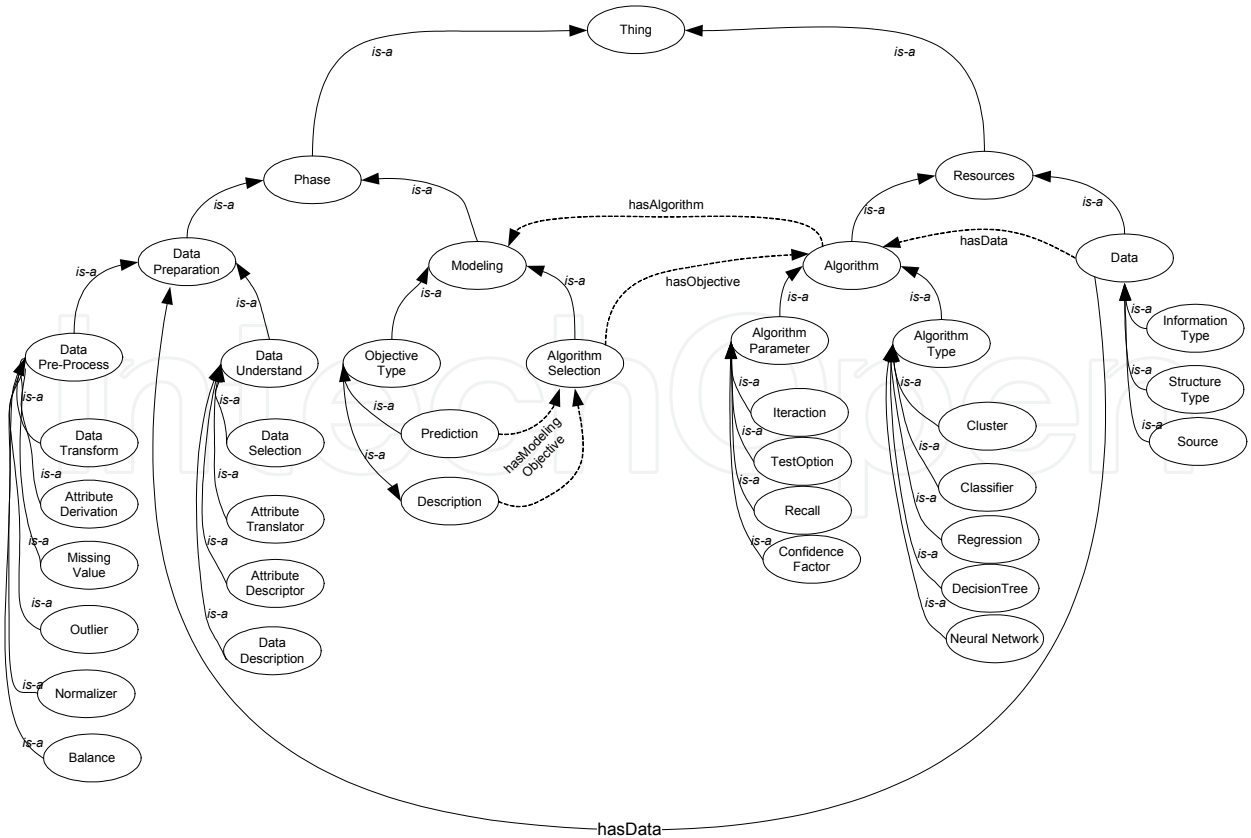 Thing
is-a
is-a
Phase
Resources
is-a
is-a
is-a
is-a
hasAlgorithm
hasData
Data
Preparation
Modeling
Algorithm
Data
is-a
is-a
is-a
is-a
hasObjective
is-a
is-a
is-a
Information
Type
Data
Pre-Process
Data
Understand
Objective
Type
Algorithm
Selection
Algorithm
Parameter
Algorithm
Type
is-a
Structure
Type
is-a
Source
is-a
Data
Transform
is-a
Attribute
Derivation
is-a
Missing
Value
is-a
Outlier
is-a
Normalizer
is-a
Balance
is-a
Data
Selection
is-a
Attribute
Translator
is-a
Attribute
Descriptor
is-a
Data
Description
is-a
Prediction
is-a
Description
hasModeling
Objective
is-a
Iteraction
is-a
TestOption
is-a
Recall
is-a
Confidence
Factor
is-a
Cluster
is-a
Classifier
is-a
Regression
is-a
DecisionTree
is-a
Neural Network
hasData
IntechOpen